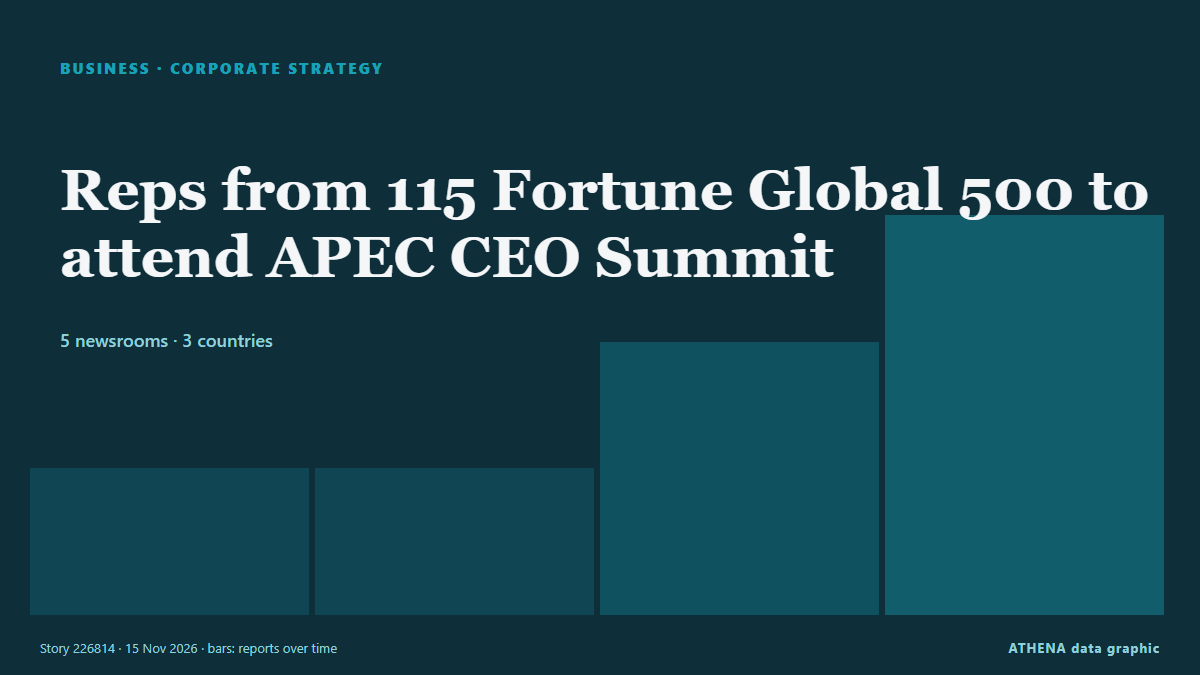 BUSINESS · CORPORATE STRATEGY
Reps from 115 Fortune Global 500 to
attend APEC CEO Summit
5 newsrooms · 3 countries
Story 226814 · 15 Nov 2026 · bars: reports over time
ATHENA data graphic